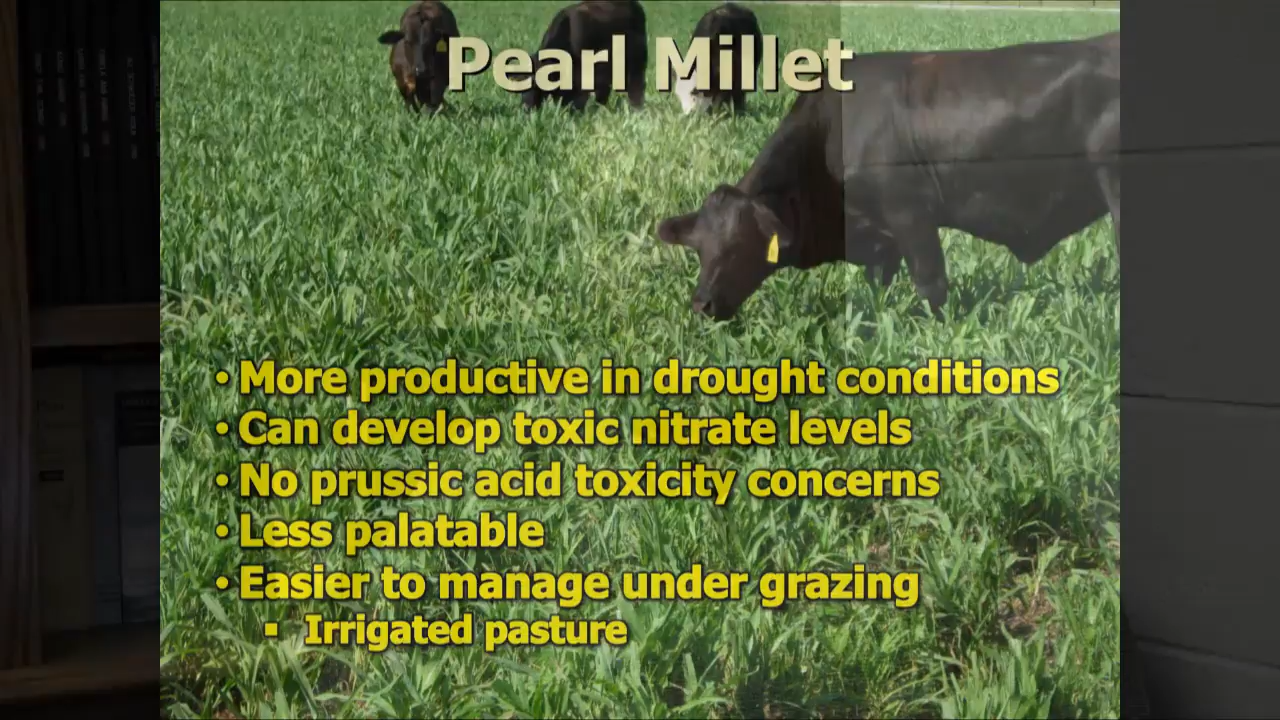 Pearl Millet
• More productive in drought conditions
• Can develop toxic nitrate levels
• No prussic acid toxicity concerns
• Less palatable
• Easier to manage under grazing
▪ Irrigated pasture